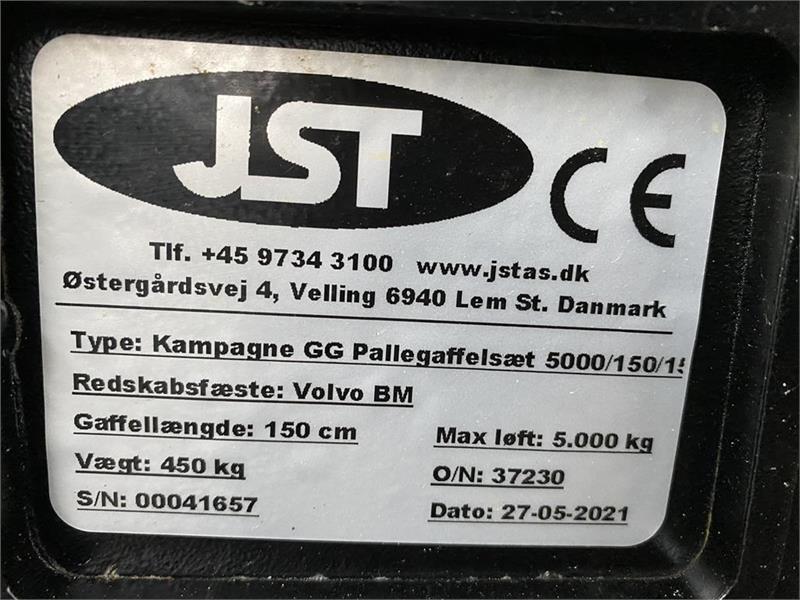 JST
CE
Tlf. +45 9734 3100 www.jstas.dk
Østergårdsvej 4, Velling 6940 Lem St. Danmark
Type: Kampagne GG Pallegaffelsæt 5000/150/15
Redskabsfæste: Volvo BM
Gaffellængde: 150 cm
Max løft: 5.000 kg
Vægt: 450 kg
O/N: 37230
S/N: 00041657
Dato: 27-05-2021